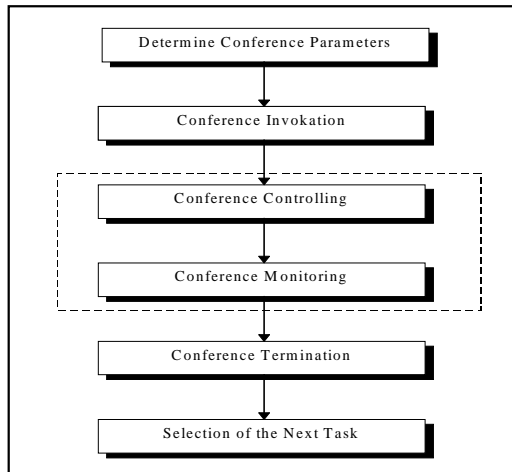 Determine Conference Parameters
Conference Invokation
Conference Controlling
Conference Monitoring
Conference Termination
Selection of the Next Task